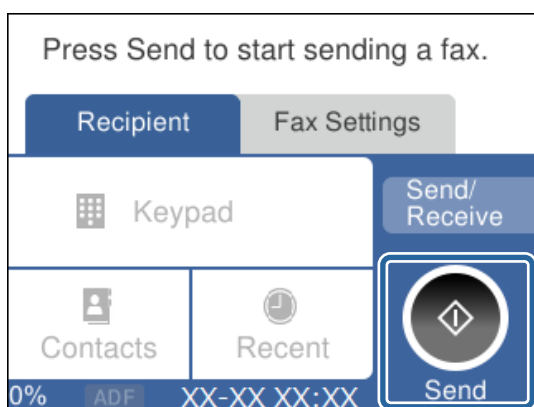 Press Send to start sending a fax.
Recipient
Fax Settings
Keypad
Send/
Receive
Contacts
Recent
Send
0%
ADF
XX-XX XX:XX